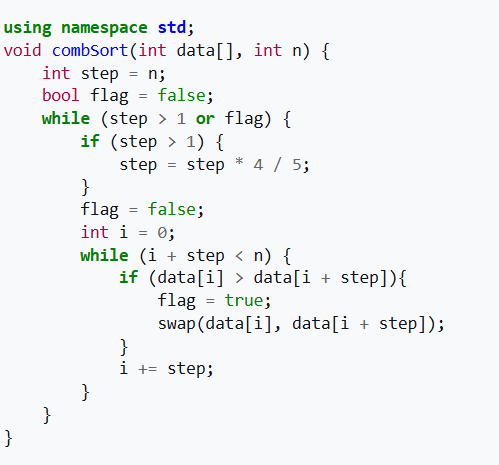 using namespace std;
void combSort(int data[], int n) {
    int step = n;
    bool flag = false;
    while (step > 1 or flag) {
        if (step > 1) {
            step = step * 4 / 5;
        }
        flag = false;
        int i = 0;
        while (i + step < n) {
            if (data[i] > data[i + step]){
                flag = true;
                swap(data[i], data[i + step]);
            }
            i += step;
        }
    }
}